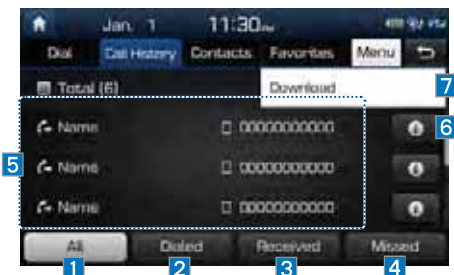 Jan. 1 11:30
Dial Call History Contacts Favorites Menu
Total (6) Download 7
Name 00000000000 6
5 Name 00000000000
Name 00000000000
All Dialed Received Missed
1 2 3 4